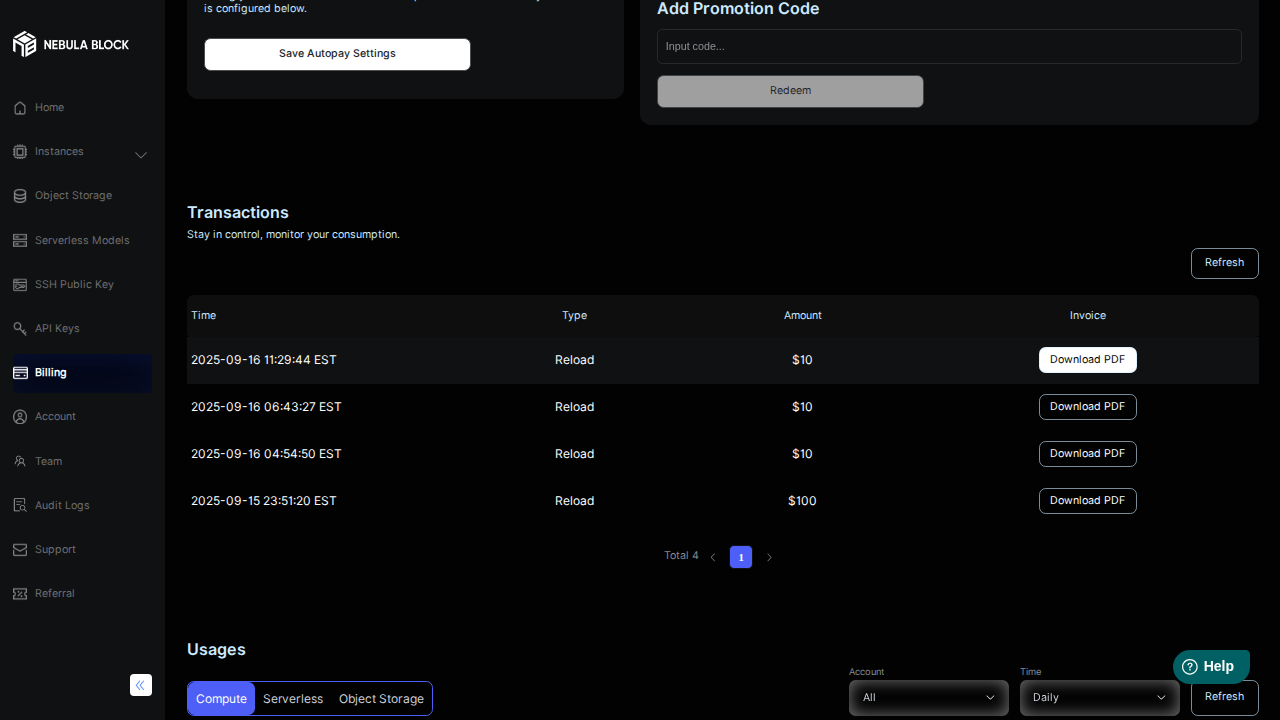 NEBULA BLOCK
Home
Instances
Object Storage
Serverless Models
SSH Public Key
API Keys
Billing
Account
Team
Audit Logs
Support
Referral
is configured below.
Save Autopay Settings
Add Promotion Code
Input code...
Redeem
Transactions
Stay in control, monitor your consumption.
Refresh
Time Type Amount Invoice
2025-09-16 11:29:44 EST Reload $10 Download PDF
2025-09-16 06:43:27 EST Reload $10 Download PDF
2025-09-16 04:54:50 EST Reload $10 Download PDF
2025-09-15 23:51:20 EST Reload $100 Download PDF
Total 4 1
Usages
Compute Serverless Object Storage
Account
All
Time
Daily
Refresh
Help